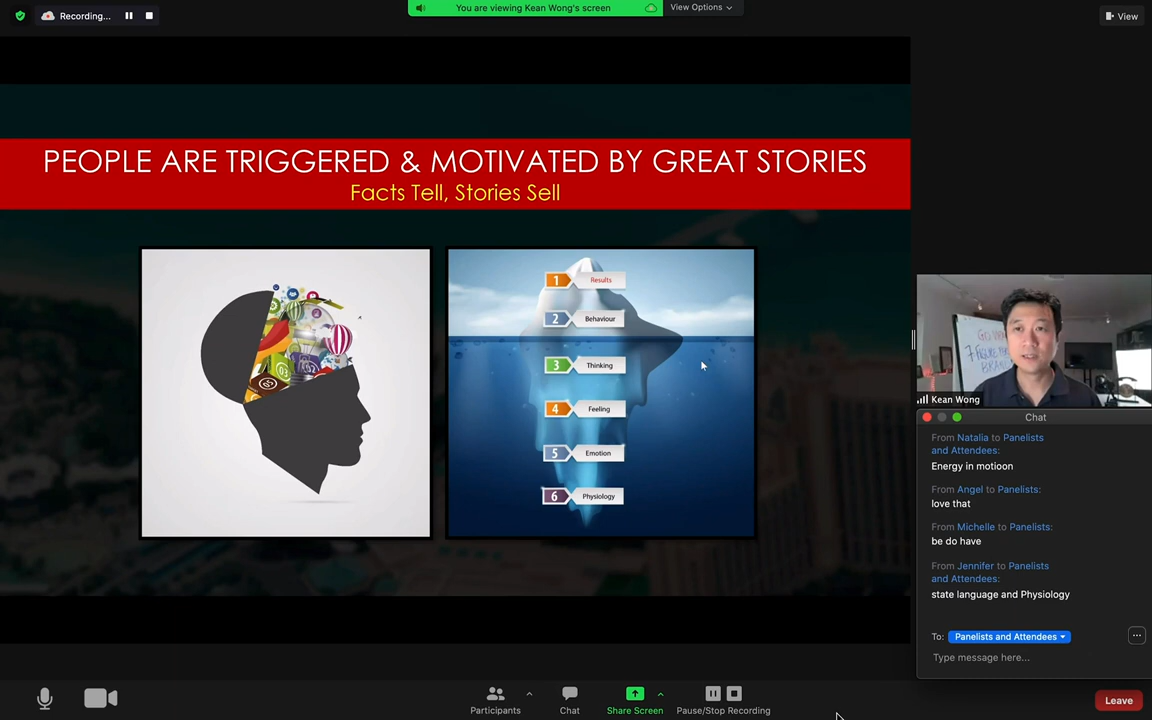 Recording...
You are viewing Kean Wong's screen
View Options
View
PEOPLE ARE TRIGGERED & MOTIVATED BY GREAT STORIES
Facts Tell, Stories Sell
1 Results
2 Behaviour
3 Thinking
4 Feeling
5 Emotion
6 Physiology
7 FIGURE
BRAND
Kean Wong
Chat
From Natalia to Panelists
and Attendees:
Energy in motioon
From Angel to Panelists:
love that
From Michelle to Panelists:
be do have
From Jennifer to Panelists
and Attendees:
state language and Physiology
To: Panelists and Attendees
Type message here...
Participants
Chat
Share Screen
Pause/Stop Recording
Leave